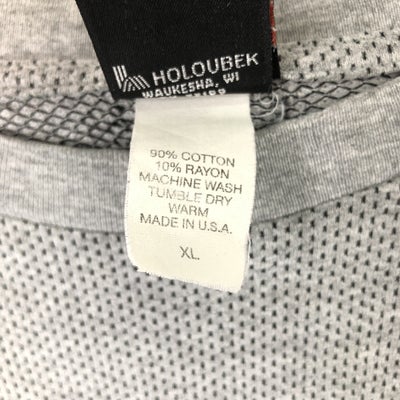 HOLOUBEK
WAUKESHA, WI
90% COTTON
10% RAYON
MACHINE WASH
TUMBLE DRY
WARM
MADE IN U.S.A.
XL